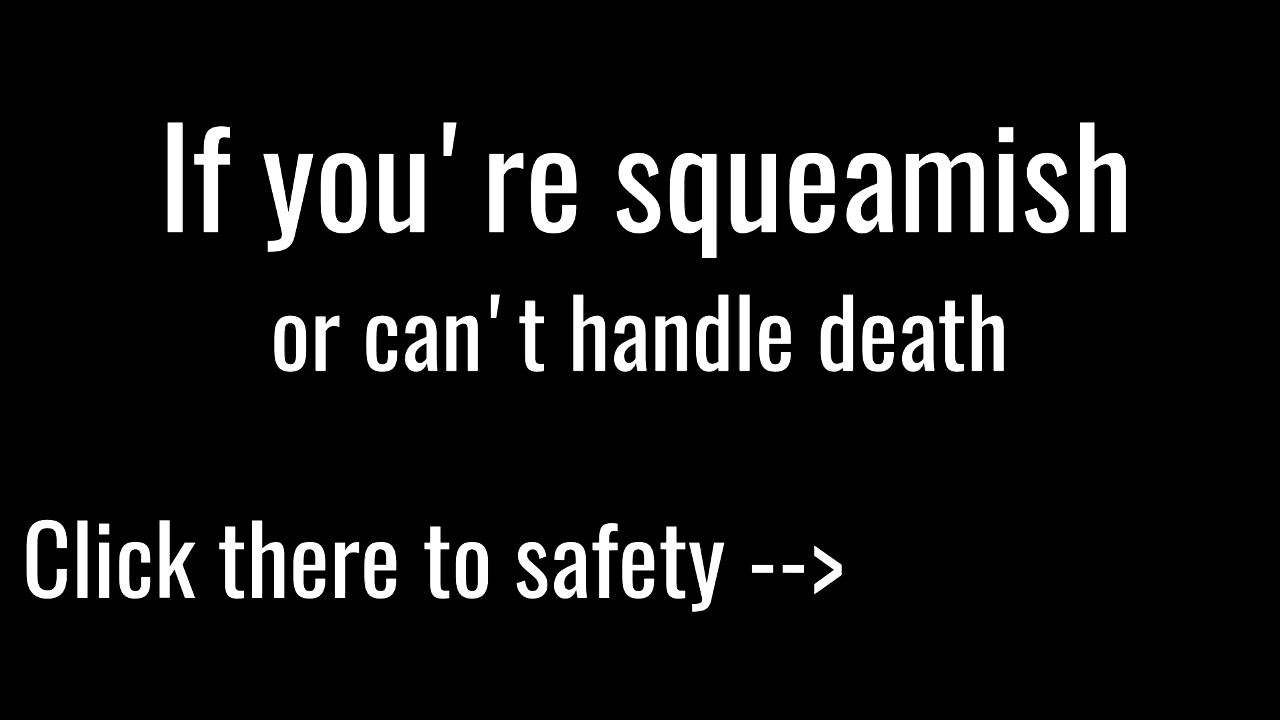 If you're squeamish
or can't handle death
Click there to safety -->